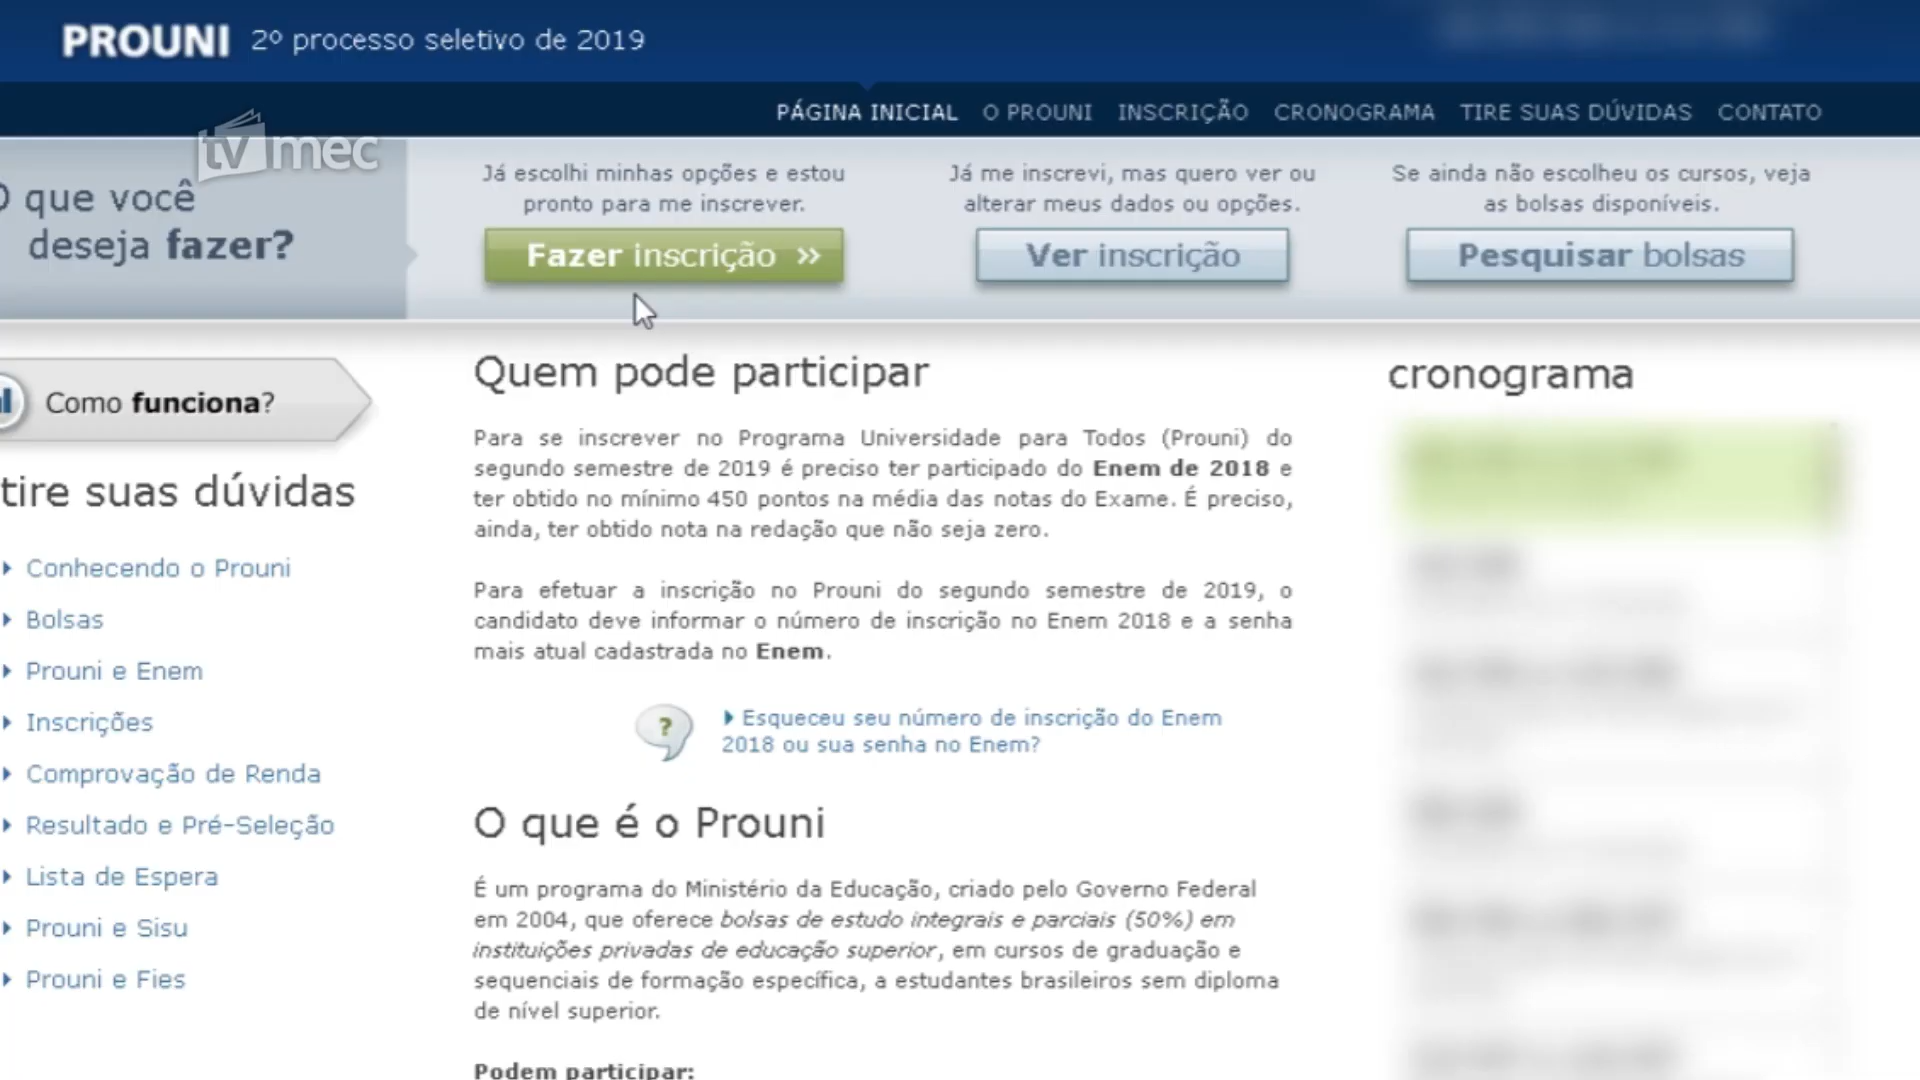 PROUNI 2º processo seletivo de 2019
PÁGINA INICIAL O PROUNI INSCRIÇÃO CRONOGRAMA TIRE SUAS DÚVIDAS CONTATO
tv mec
O que você
deseja fazer?
Já escolhi minhas opções e estou
pronto para me inscrever.
Fazer inscrição »
Já me inscrevi, mas quero ver ou
alterar meus dados ou opções.
Ver inscrição
Se ainda não escolheu os cursos, veja
as bolsas disponíveis.
Pesquisar bolsas
Como funciona?
tire suas dúvidas
Conhecendo o Prouni
Bolsas
Prouni e Enem
Inscrições
Comprovação de Renda
Resultado e Pré-Seleção
Lista de Espera
Prouni e Sisu
Prouni e Fies
Quem pode participar
Para se inscrever no Programa Universidade para Todos (Prouni) do
segundo semestre de 2019 é preciso ter participado do Enem de 2018 e
ter obtido no mínimo 450 pontos na média das notas do Exame. É preciso,
ainda, ter obtido nota na redação que não seja zero.
Para efetuar a inscrição no Prouni do segundo semestre de 2019, o
candidato deve informar o número de inscrição no Enem 2018 e a senha
mais atual cadastrada no Enem.
?
Esqueceu seu número de inscrição do Enem
2018 ou sua senha no Enem?
O que é o Prouni
É um programa do Ministério da Educação, criado pelo Governo Federal
em 2004, que oferece bolsas de estudo integrais e parciais (50%) em
instituições privadas de educação superior, em cursos de graduação e
sequenciais de formação específica, a estudantes brasileiros sem diploma
de nível superior.
Podem participar:
cronograma